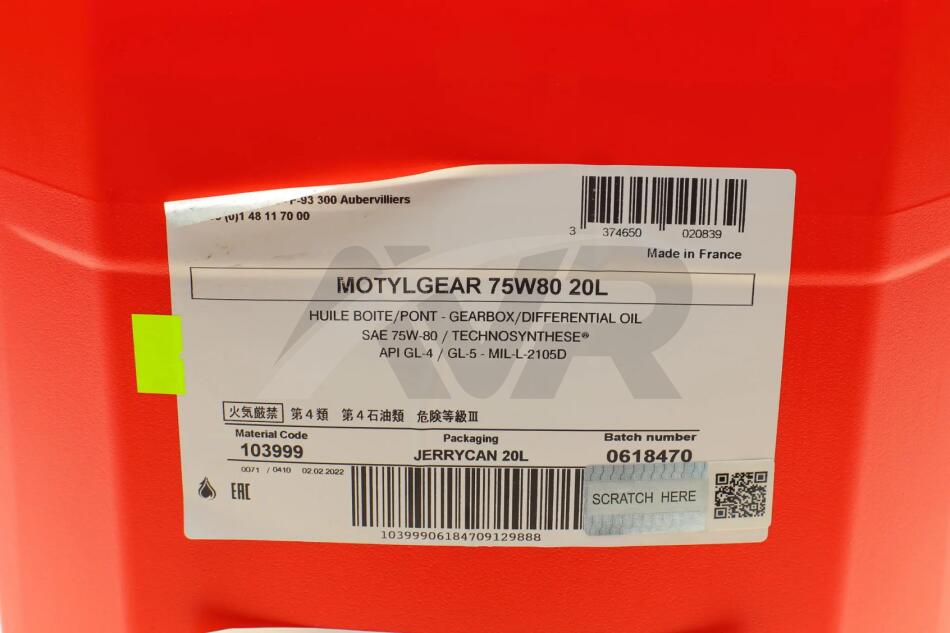 93 300 Aubervilliers
(0)1 48 11 70 00
3 374650 020839
Made in France
MOTYLGEAR 75W80 20L
HUILE BOITE/PONT - GEARBOX/DIFFERENTIAL OIL
SAE 75W-80 / TECHNOSYNTHESE®
API GL-4 / GL-5 - MIL-L-2105D
AVR
火気厳禁 第４類 第４石油類 危険等級Ⅲ
Material Code Packaging Batch number
103999 JERRYCAN 20L 0618470
0071 / 0410 02.02.2022
EAC
SCRATCH HERE
10399906184709129888